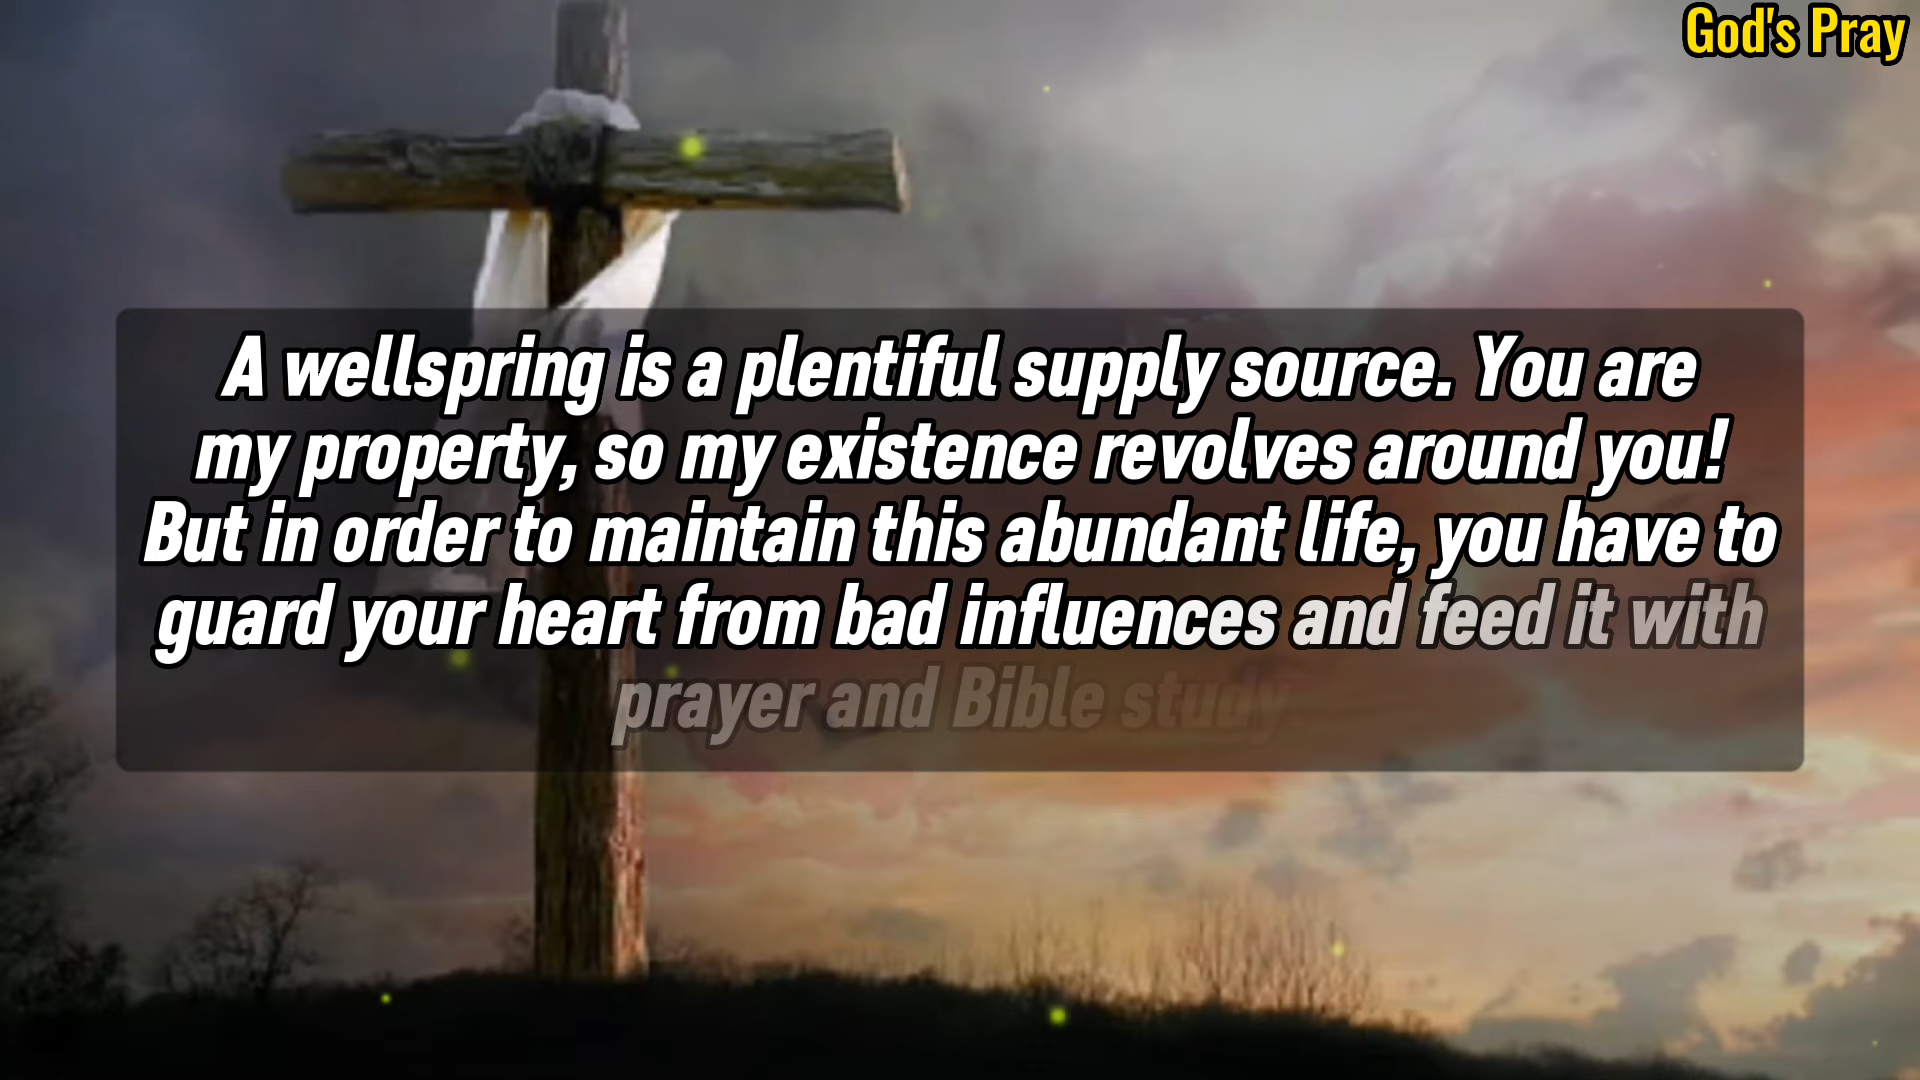 God's Pray
A wellspring is a plentiful supply source. You are
my property, so my existence revolves around you!
But in order to maintain this abundant life, you have to
guard your heart from bad influences and feed it with
prayer and Bible study